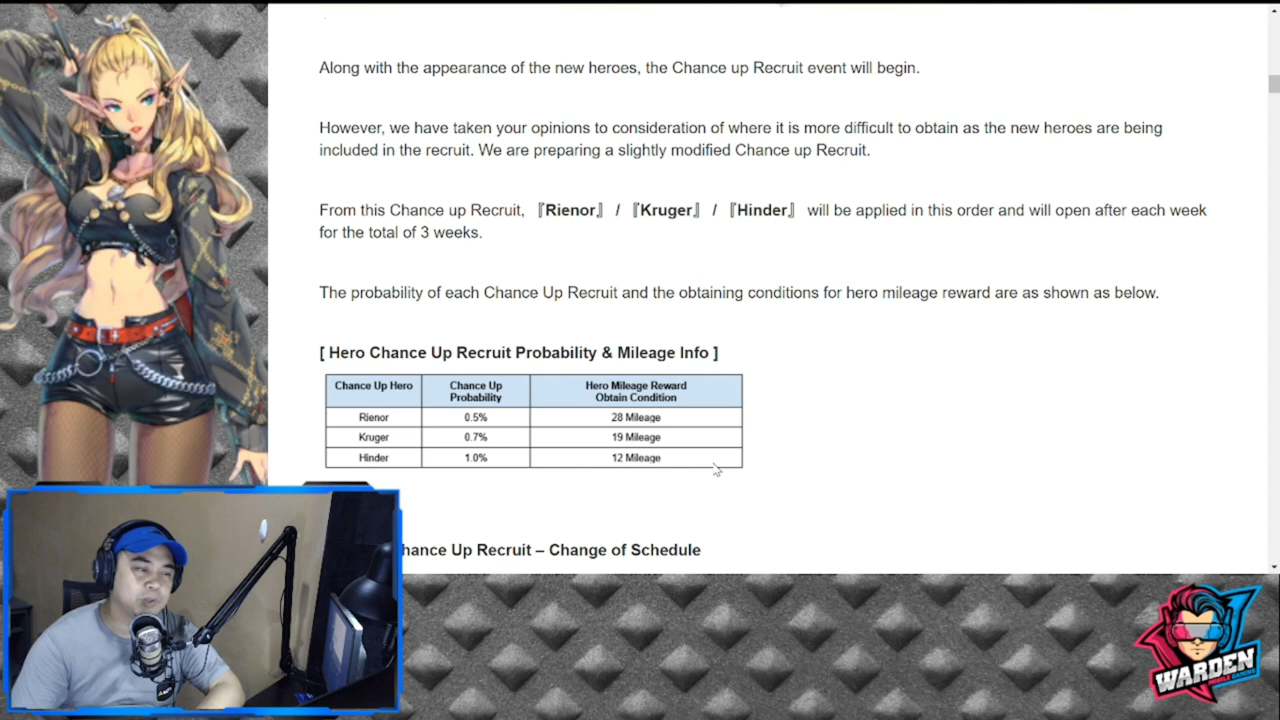 Along with the appearance of the new heroes, the Chance up Recruit event will begin.
However, we have taken your opinions to consideration of where it is more difficult to obtain as the new heroes are being
included in the recruit. We are preparing a slightly modified Chance up Recruit.
From this Chance up Recruit, 『Rienor』 / 『Kruger』 / 『Hinder』 will be applied in this order and will open after each week
for the total of 3 weeks.
The probability of each Chance Up Recruit and the obtaining conditions for hero mileage reward are as shown as below.
[ Hero Chance Up Recruit Probability & Mileage Info ]
Chance Up Hero Chance Up Probability Hero Mileage Reward Obtain Condition
Rienor 0.5% 28 Mileage
Kruger 0.7% 19 Mileage
Hinder 1.0% 12 Mileage
hance Up Recruit – Change of Schedule
WARDEN
MOBILE GAMING